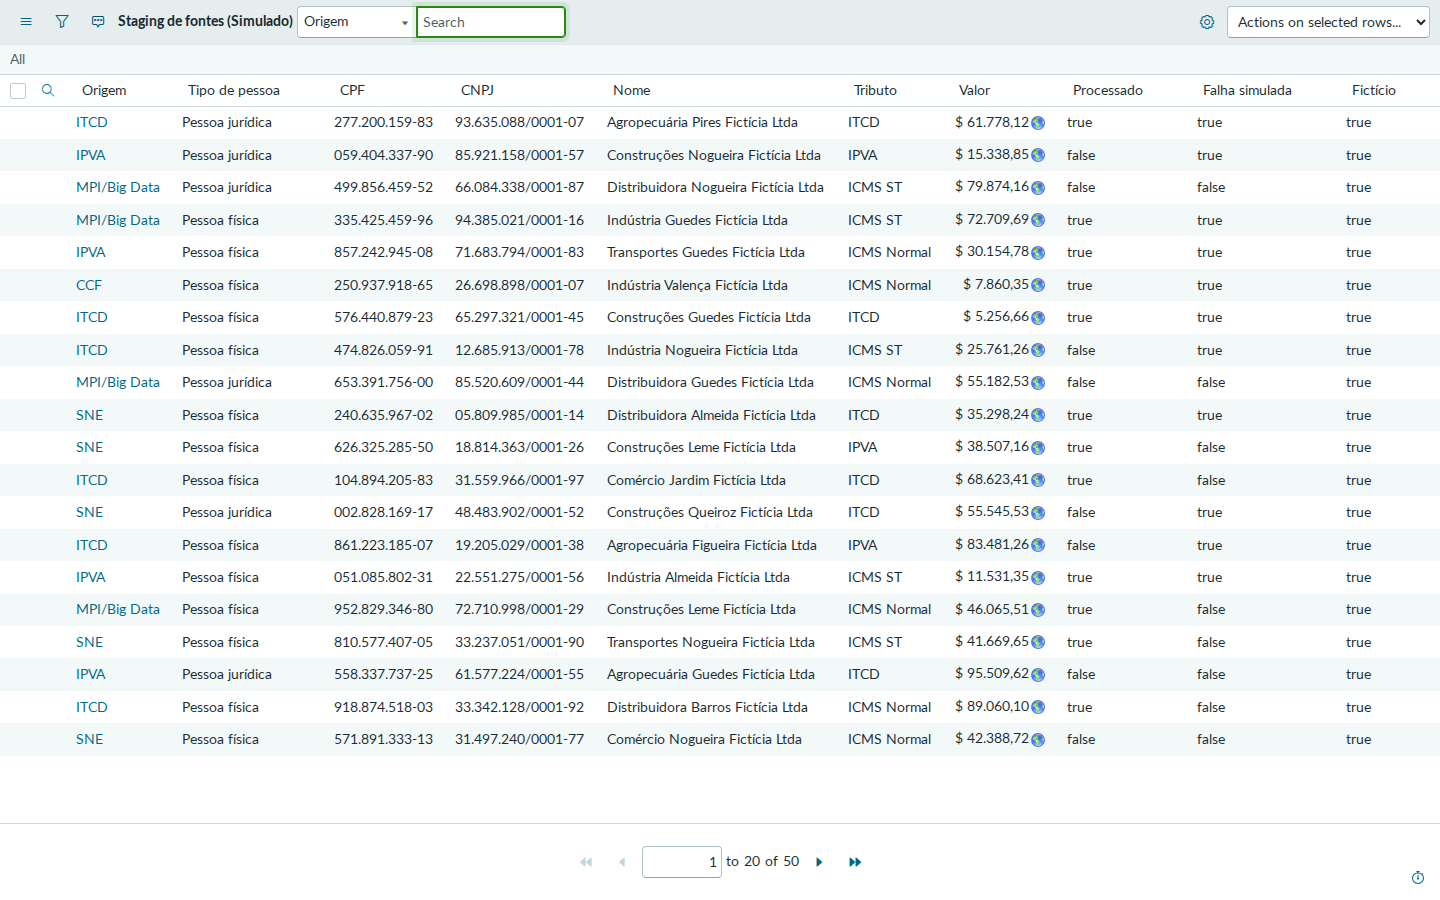 Staging de fontes (Simulado) Origem Search Actions on selected rows...
All
Origem Tipo de pessoa CPF CNPJ Nome Tributo Valor Processado Falha simulada Fictício
ITCD Pessoa jurídica 277.200.159-83 93.635.088/0001-07 Agropecuária Pires Fictícia Ltda ITCD $ 61.778,12 true true true
IPVA Pessoa jurídica 059.404.337-90 85.921.158/0001-57 Construções Nogueira Fictícia Ltda IPVA $ 15.338,85 false true true
MPI/Big Data Pessoa jurídica 499.856.459-52 66.084.338/0001-87 Distribuidora Nogueira Fictícia Ltda ICMS ST $ 79.874,16 false false true
MPI/Big Data Pessoa física 335.425.459-96 94.385.021/0001-16 Indústria Guedes Fictícia Ltda ICMS ST $ 72.709,69 true true true
IPVA Pessoa física 857.242.945-08 71.683.794/0001-83 Transportes Guedes Fictícia Ltda ICMS Normal $ 30.154,78 true true true
CCF Pessoa física 250.937.918-65 26.698.898/0001-07 Indústria Valença Fictícia Ltda ICMS Normal $ 7.860,35 true true true
ITCD Pessoa física 576.440.879-23 65.297.321/0001-45 Construções Guedes Fictícia Ltda ITCD $ 5.256,66 true true true
ITCD Pessoa física 474.826.059-91 12.685.913/0001-78 Indústria Nogueira Fictícia Ltda ICMS ST $ 25.761,26 false true true
MPI/Big Data Pessoa jurídica 653.391.756-00 85.520.609/0001-44 Distribuidora Guedes Fictícia Ltda ICMS Normal $ 55.182,53 false false true
SNE Pessoa física 240.635.967-02 05.809.985/0001-14 Distribuidora Almeida Fictícia Ltda ITCD $ 35.298,24 true true true
SNE Pessoa física 626.325.285-50 18.814.363/0001-26 Construções Leme Fictícia Ltda IPVA $ 38.507,16 true false true
ITCD Pessoa física 104.894.205-83 31.559.966/0001-97 Comércio Jardim Fictícia Ltda ITCD $ 68.623,41 true false true
SNE Pessoa jurídica 002.828.169-17 48.483.902/0001-52 Construções Queiroz Fictícia Ltda ITCD $ 55.545,53 false true true
ITCD Pessoa física 861.223.185-07 19.205.029/0001-38 Agropecuária Figueira Fictícia Ltda IPVA $ 83.481,26 false true true
IPVA Pessoa física 051.085.802-31 22.551.275/0001-56 Indústria Almeida Fictícia Ltda ICMS ST $ 11.531,35 true true true
MPI/Big Data Pessoa física 952.829.346-80 72.710.998/0001-29 Construções Leme Fictícia Ltda ICMS Normal $ 46.065,51 true false true
SNE Pessoa física 810.577.407-05 33.237.051/0001-90 Transportes Nogueira Fictícia Ltda ICMS ST $ 41.669,65 true false true
IPVA Pessoa jurídica 558.337.737-25 61.577.224/0001-55 Agropecuária Guedes Fictícia Ltda ITCD $ 95.509,62 false false true
ITCD Pessoa física 918.874.518-03 33.342.128/0001-92 Distribuidora Barros Fictícia Ltda ICMS Normal $ 89.060,10 true false true
SNE Pessoa física 571.891.333-13 31.497.240/0001-77 Comércio Nogueira Fictícia Ltda ICMS Normal $ 42.388,72 false false true
1 to 20 of 50